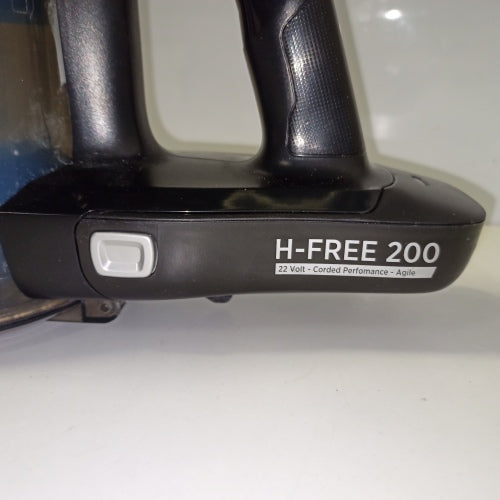 H-FREE 200
22 Volt - Corded Perfomance - Agile